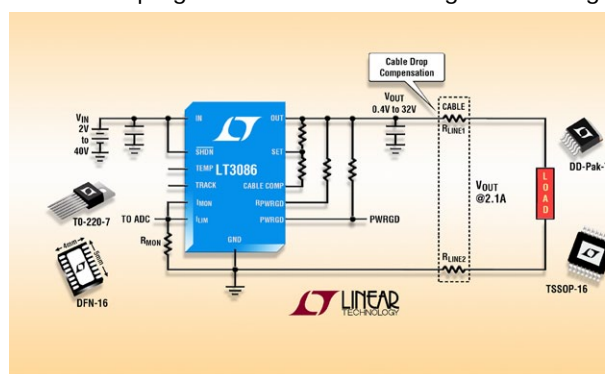 Cable Drop
Compensation
VIN
2V
to
40V
IN
OUT
VOUT
0.4V to 32V
CABLE
RLINE1
DD-Pak-
SHDN
SET
TEMP
LT3086
TRACK
CABLE COMP
VOUT
@2.1A
LOAD
TO-220-7
IMON
RPWRGD
TO ADC
ILIM
PWRGD
PWRGD
RMON
GND
RLINE2
4mm
5mm
DFN-16
LINEAR
TECHNOLOGY
TSSOP-16